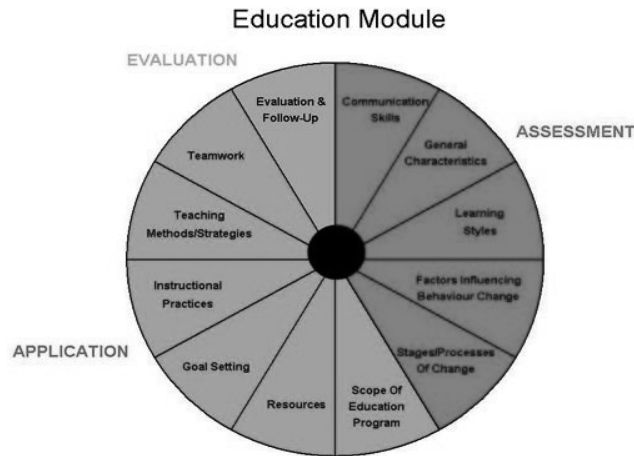 Education Module
EVALUATION
ASSESSMENT
APPLICATION
Evaluation &
Follow-Up
Communication
Skills
General
Characteristics
Learning
Styles
Factors Influencing
Behaviour Change
Stages/Processes
Of Change
Scope Of
Education
Program
Resources
Goal Setting
Instructional
Practices
Teaching
Methods/Strategies
Teamwork